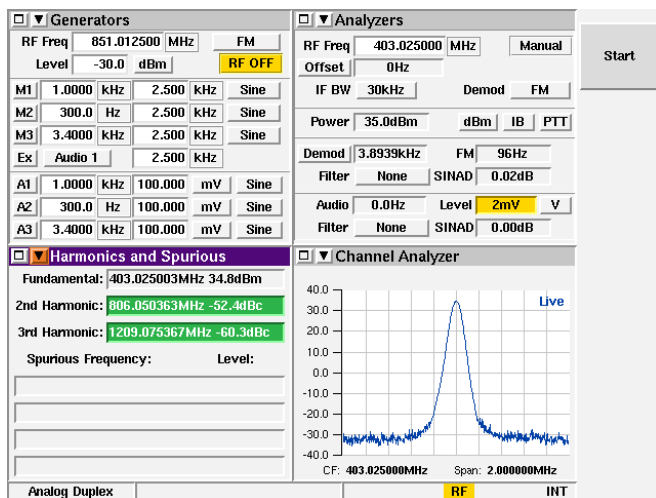 Generators
RF Freq 851.012500 MHz FM
Level -30.0 dBm RF OFF
M1 1.0000 kHz 2.500 kHz Sine
M2 300.0 Hz 2.500 kHz Sine
M3 3.4000 kHz 2.500 kHz Sine
Ex Audio 1 2.500 kHz
A1 1.0000 kHz 100.000 mV Sine
A2 300.0 Hz 100.000 mV Sine
A3 3.4000 kHz 100.000 mV Sine
Analyzers
RF Freq 403.025000 MHz Manual
Offset 0Hz
IF BW 30kHz Demod FM
Power 35.0dBm dBm IB PTT
Demod 3.8939kHz FM 96Hz
Filter None SINAD 0.02dB
Audio 0.0Hz Level 2mV V
Filter None SINAD 0.00dB
Start
Harmonics and Spurious
Fundamental: 403.025003MHz 34.8dBm
2nd Harmonic: 806.050363MHz -52.4dBc
3rd Harmonic: 1209.075367MHz -60.3dBc
Spurious Frequency: Level:
Channel Analyzer
40.0
30.0
20.0
10.0
0.0
-10.0
-20.0
-30.0
-40.0
Live
CF: 403.025000MHz Span: 2.000000MHz
Analog Duplex RF INT